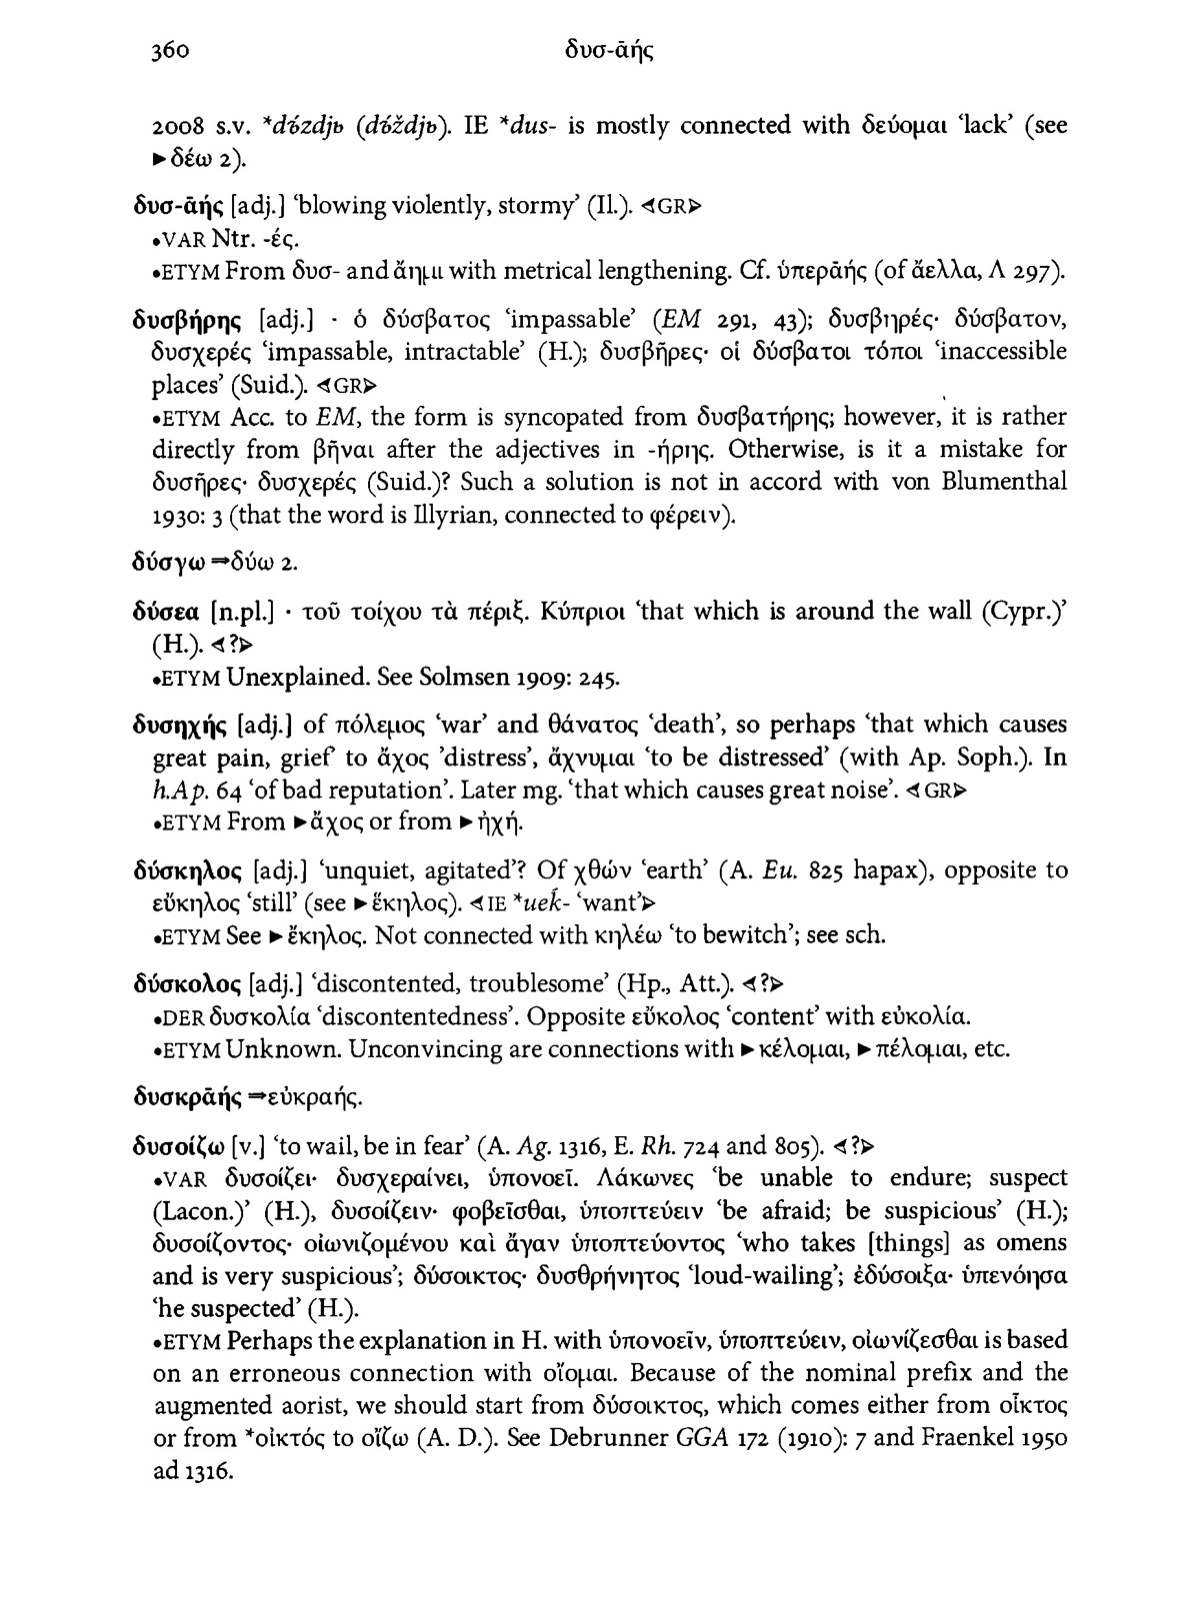 360 δυσ-ᾱής
2008 s.v. *dъ́zdjь (dъ́ždjь). IE *dus- is mostly connected with δεύομαι ‘lack’ (see
►δέω 2).
δυσ-ᾱής [adj.] ‘blowing violently, stormy’ (Il.). ◄GR►
•VAR Ntr. -ές.
•ETYM From δυσ- and ἄημι with metrical lengthening. Cf. ὑπερᾱής (of ἄελλα, Λ 297).
δυσβήρης [adj.] · ὁ δύσβατος ‘impassable’ (EM 291, 43); δυσβηρές· δύσβατον,
δυσχερές ‘impassable, intractable’ (H.); δυσβῆρες· οἱ δύσβατοι τόποι ‘inaccessible
places’ (Suid.). ◄GR►
•ETYM Acc. to EM, the form is syncopated from δυσβατήρης; however, it is rather
directly from βῆναι after the adjectives in -ήρης. Otherwise, is it a mistake for
δυσῆρες· δυσχερές (Suid.)? Such a solution is not in accord with von Blumenthal
1930: 3 (that the word is Illyrian, connected to φέρειν).
δύσγω ⇒δύω 2.
δύσεα [n.pl.] · τοῦ τοίχου τὰ πέριξ. Κύπριοι ‘that which is around the wall (Cypr.)’
(H.). ◄?►
•ETYM Unexplained. See Solmsen 1909: 245.
δυσηχής [adj.] of πόλεμος ‘war’ and θάνατος ‘death’, so perhaps ‘that which causes
great pain, grief’ to ἄχος ’distress’, ἄχνυμαι ‘to be distressed’ (with Ap. Soph.). In
h.Ap. 64 ‘of bad reputation’. Later mg. ‘that which causes great noise’. ◄GR►
•ETYM From ►ἄχος or from ►ἠχή.
δύσκηλος [adj.] ‘unquiet, agitated’? Of χθών ‘earth’ (A. Eu. 825 hapax), opposite to
εὔκηλος ‘still’ (see ►ἕκηλος). ◄IE *ueḱ- ‘want’►
•ETYM See ►ἕκηλος. Not connected with κηλέω ‘to bewitch’; see sch.
δύσκολος [adj.] ‘discontented, troublesome’ (Hp., Att.). ◄?►
•DER δυσκολία ‘discontentedness’. Opposite εὔκολος ‘content’ with εὐκολία.
•ETYM Unknown. Unconvincing are connections with ►κέλομαι, ►πέλομαι, etc.
δυσκρᾱής ⇒εὐκραής.
δυσοίζω [v.] ‘to wail, be in fear’ (A. Ag. 1316, E. Rh. 724 and 805). ◄?►
•VAR δυσοίζει· δυσχεραίνει, ὑπονοεῖ. Λάκωνες ‘be unable to endure; suspect
(Lacon.)’ (H.), δυσοίζειν· φοβεῖσθαι, ὑποπτεύειν ‘be afraid; be suspicious’ (H.);
δυσοίζοντος· οἰωνιζομένου καὶ ἄγαν ὑποπτεύοντος ‘who takes [things] as omens
and is very suspicious’; δύσοικτος· δυσθρήνητος ‘loud-wailing’; ἐδύσοιξα· ὑπενόησα
‘he suspected’ (H.).
•ETYM Perhaps the explanation in H. with ὑπονοεῖν, ὑποπτεύειν, οἰωνίζεσθαι is based
on an erroneous connection with οἴομαι. Because of the nominal prefix and the
augmented aorist, we should start from δύσοικτος, which comes either from οἶκτος
or from *οἰκτός to οἴζω (A. D.). See Debrunner GGA 172 (1910): 7 and Fraenkel 1950
ad 1316.